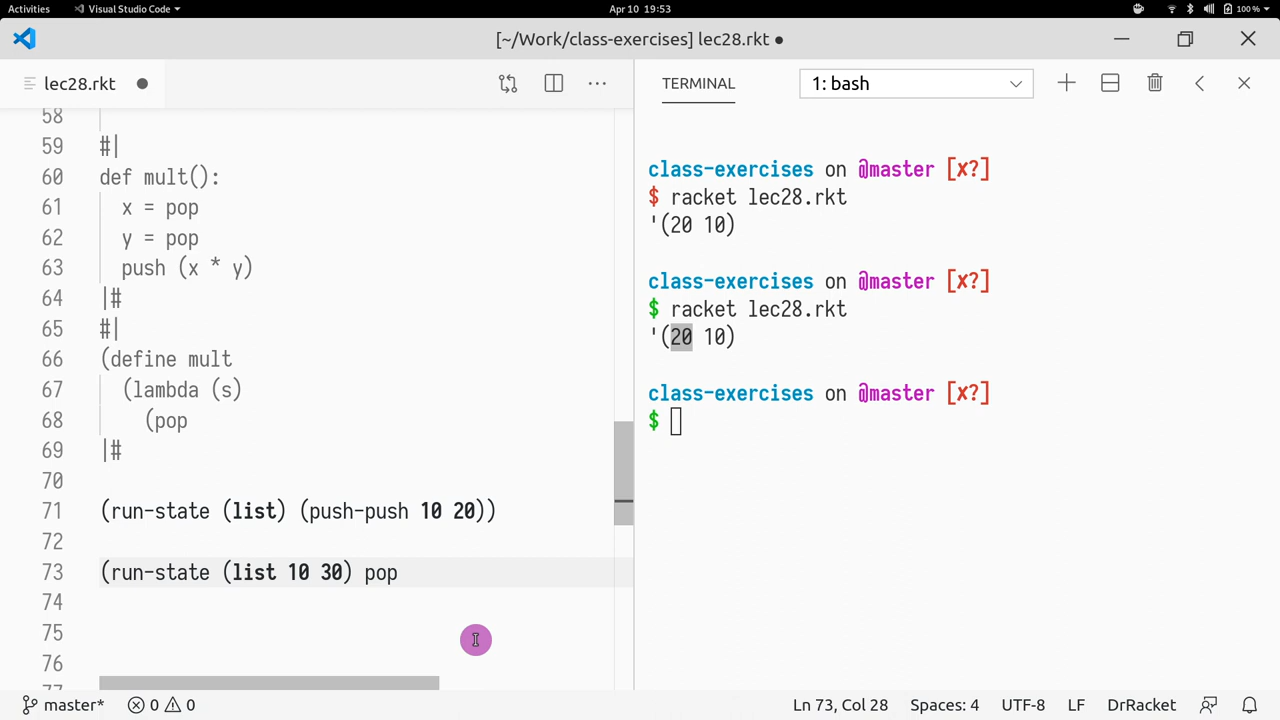 Activities Visual Studio Code Apr 10 19:53 100 %
[~/Work/class-exercises] lec28.rkt ●
lec28.rkt ●
TERMINAL 1: bash
58
59 #|
60 def mult():
61 x = pop
62 y = pop
63 push (x * y)
64 |#
65 #|
66 (define mult
67 (lambda (s)
68 (pop
69 |#
70
71 (run-state (list) (push-push 10 20))
72
73 (run-state (list 10 30) pop
74
75
76
class-exercises on @master [x?]
$ racket lec28.rkt
'(20 10)
class-exercises on @master [x?]
$ racket lec28.rkt
'(20 10)
class-exercises on @master [x?]
$
master* 0 0 Ln 73, Col 28 Spaces: 4 UTF-8 LF DrRacket